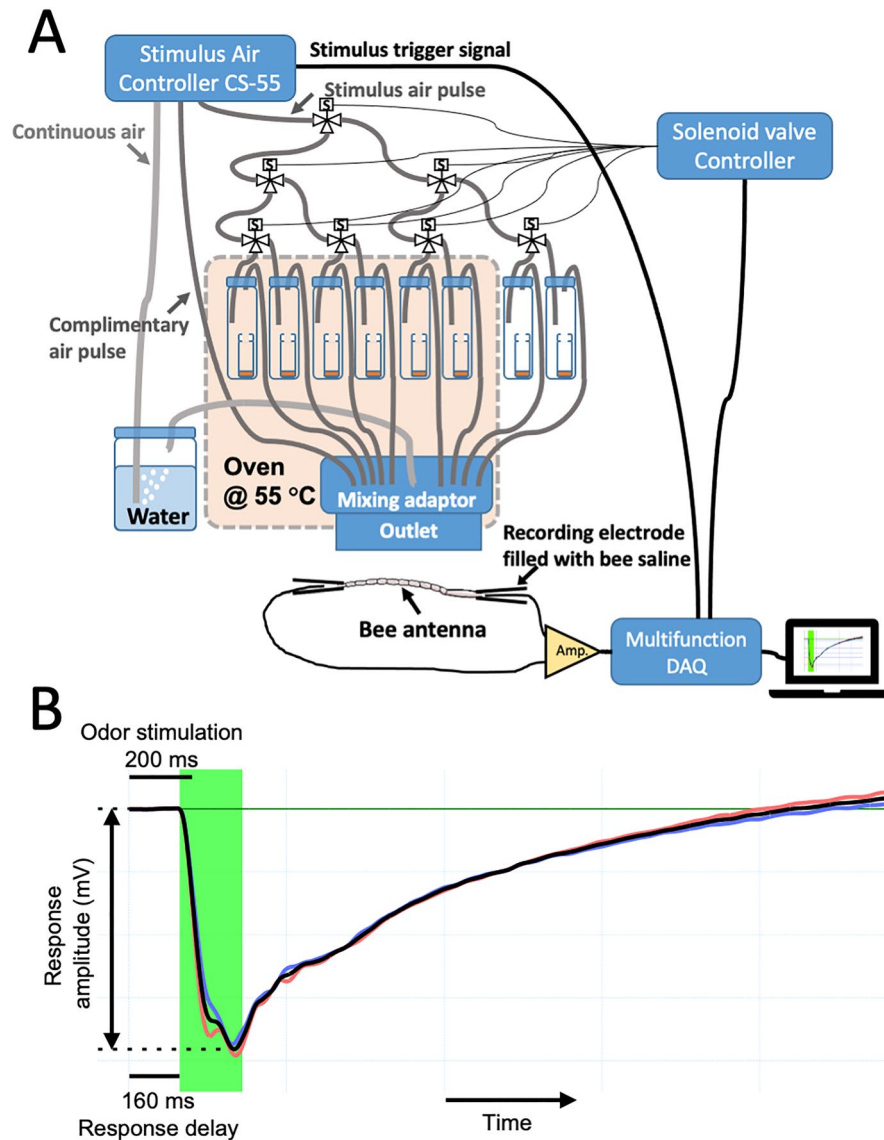 A
Stimulus Air
Controller CS-55
Stimulus trigger signal
Stimulus air pulse
Continuous air
Solenoid valve
Controller
S
S
S
S
S
S
S
Complimentary
air pulse
Oven
@ 55 °C
Mixing adaptor
Outlet
Water
Recording electrode
filled with bee saline
Bee antenna
Amp.
Multifunction
DAQ
B
Odor stimulation
200 ms
Response
amplitude (mV)
160 ms
Response delay
Time